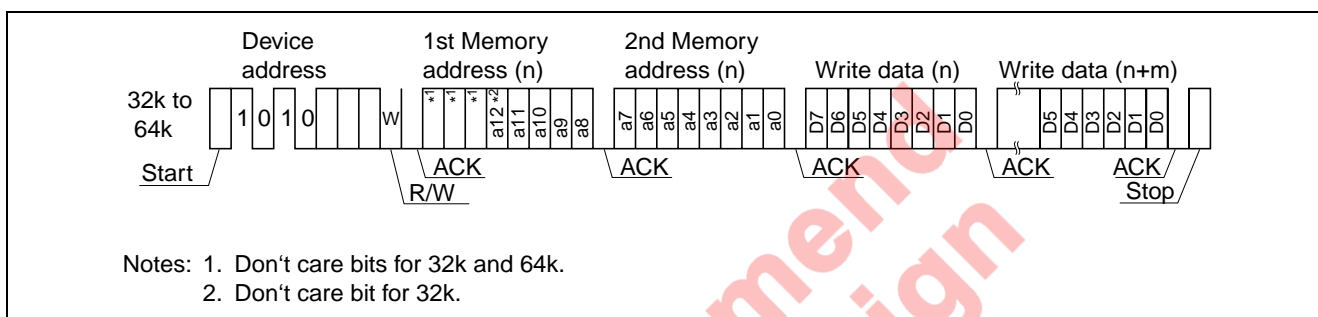 Device address
1st Memory address (n)
2nd Memory address (n)
Write data (n)
Write data (n+m)
32k to 64k
1 0 1 0
W
*1 *1 *1 a12 *2 a11 a10 a9 a8
a7 a6 a5 a4 a3 a2 a1 a0
D7 D6 D5 D4 D3 D2 D1 D0
D5 D4 D3 D2 D1 D0
Start
R/W
ACK
ACK
ACK
ACK
ACK
Stop
Notes: 1. Don't care bits for 32k and 64k.
2. Don't care bit for 32k.
mend
ign